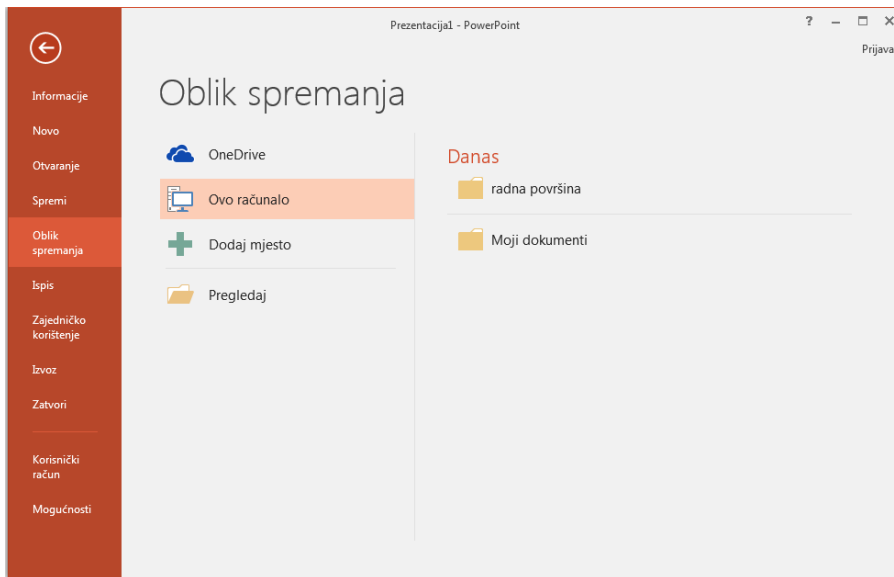 Prezentacija1 - PowerPoint
?
Prijava
Informacije
Novo
Otvaranje
Spremi
Oblik
spremanja
Ispis
Zajedničko
korištenje
Izvoz
Zatvori
Korisnički
račun
Mogućnosti
Oblik spremanja
OneDrive
Ovo računalo
Dodaj mjesto
Pregledaj
Danas
radna površina
Moji dokumenti